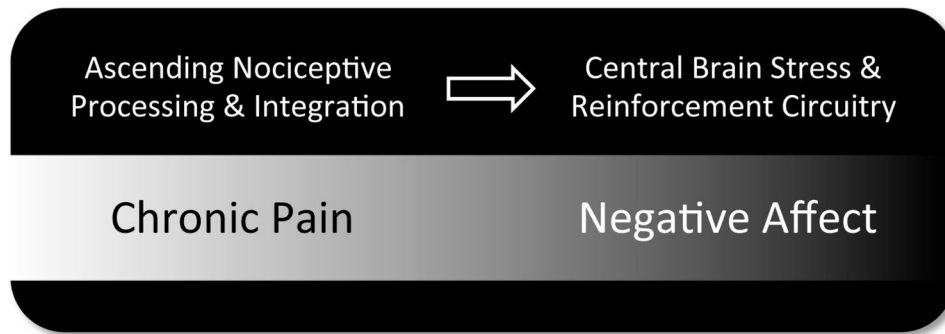 Ascending Nociceptive
Processing & Integration
Central Brain Stress &
Reinforcement Circuitry
Chronic Pain
Negative Affect